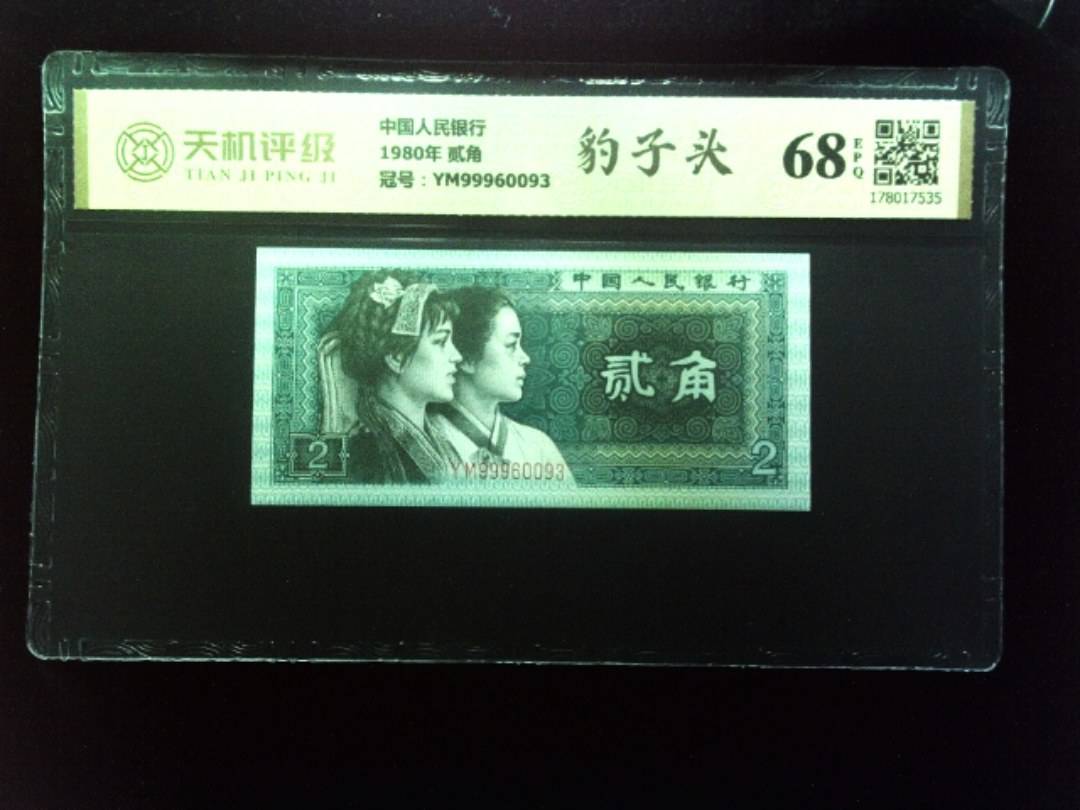 天机评级
TIAN JI PING JI
中国人民银行
1980年 贰角
冠号：YM99960093
豹子头
68
EPQ
178017535
中国人民银行
贰角
2
YM99960093
2